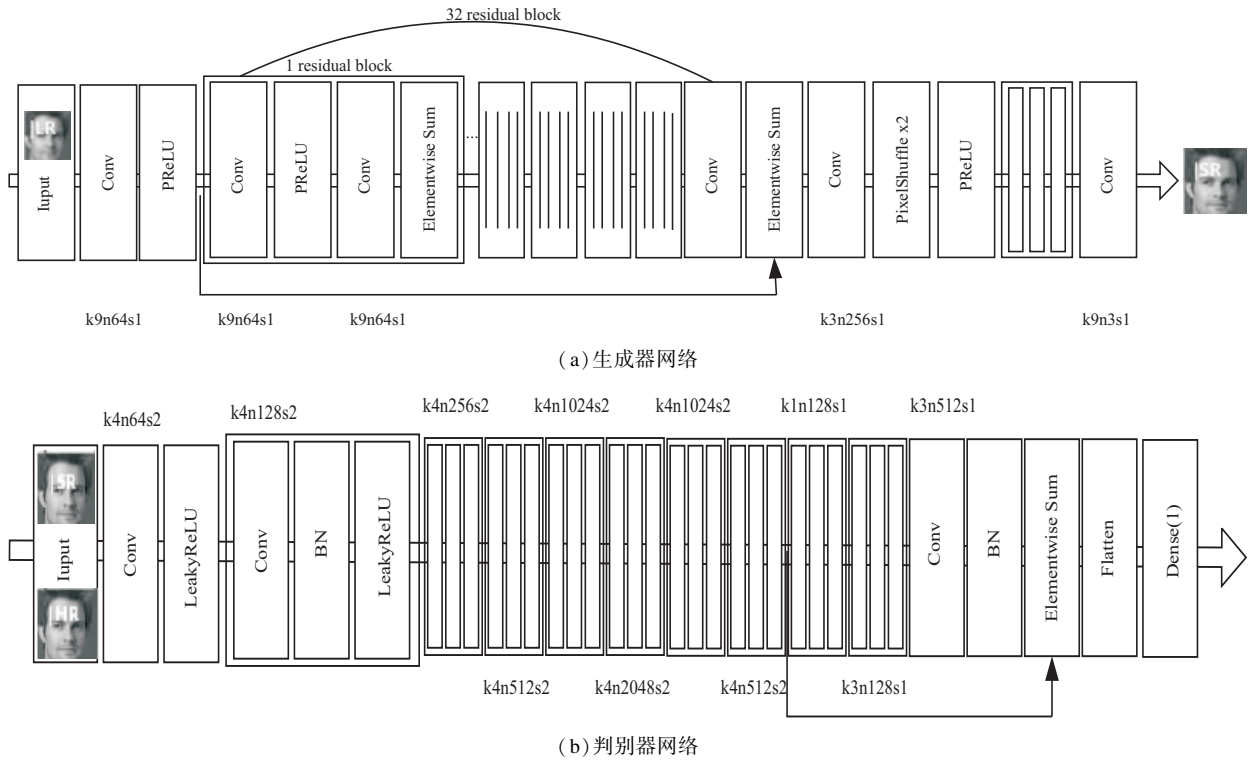 32 residual block
1 residual block
LR
Iuput
Conv
PReLU
Conv
PReLU
Conv
Elementwise Sum
...
Conv
Elementwise Sum
Conv
PixelShuffle x2
PReLU
Conv
SR
k9n64s1
k9n64s1
k9n64s1
k3n256s1
k9n3s1
(a)生成器网络
k4n64s2
k4n128s2
k4n256s2
k4n1024s2
k4n1024s2
k1n128s1
k3n512s1
SR
Iuput
HR
Conv
LeakyReLU
Conv
BN
LeakyReLU
Conv
BN
Elementwise Sum
Flatten
Dense(1)
k4n512s2
k4n2048s2
k4n512s2
k3n128s1
(b)判别器网络